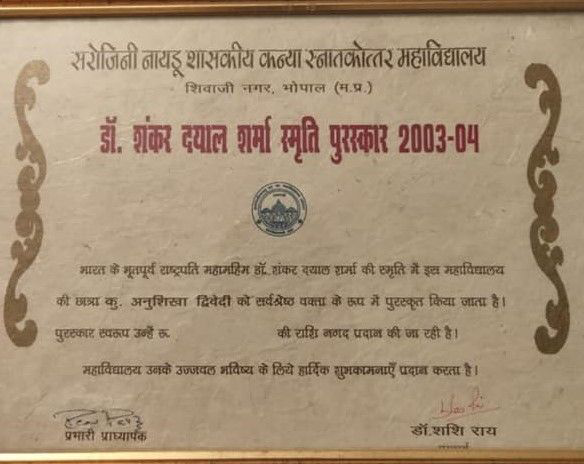 सरोजिनी नायडू शासकीय कन्या स्नातकोत्तर महाविद्यालय
शिवाजी नगर, भोपाल (म.प्र.)
डॉ. शंकर दयाल शर्मा स्मृति पुरस्कार 2003-04
भारत के भूतपूर्व राष्ट्रपति महामहिम डॉ. शंकर दयाल शर्मा की स्मृति में इस महाविद्यालय
की छात्रा कु. अनुशिखा द्विवेदी को सर्वश्रेष्ठ वक्ता के रूप में पुरस्कृत किया जाता है।
पुरस्कार स्वरूप उन्हें रू. की राशि नगद प्रदान की जा रही है।
महाविद्यालय उनके उज्जवल भविष्य के लिये हार्दिक शुभकामनाएँ प्रदान करता है।
प्रभारी प्राध्यापक
डॉ.शशि राय